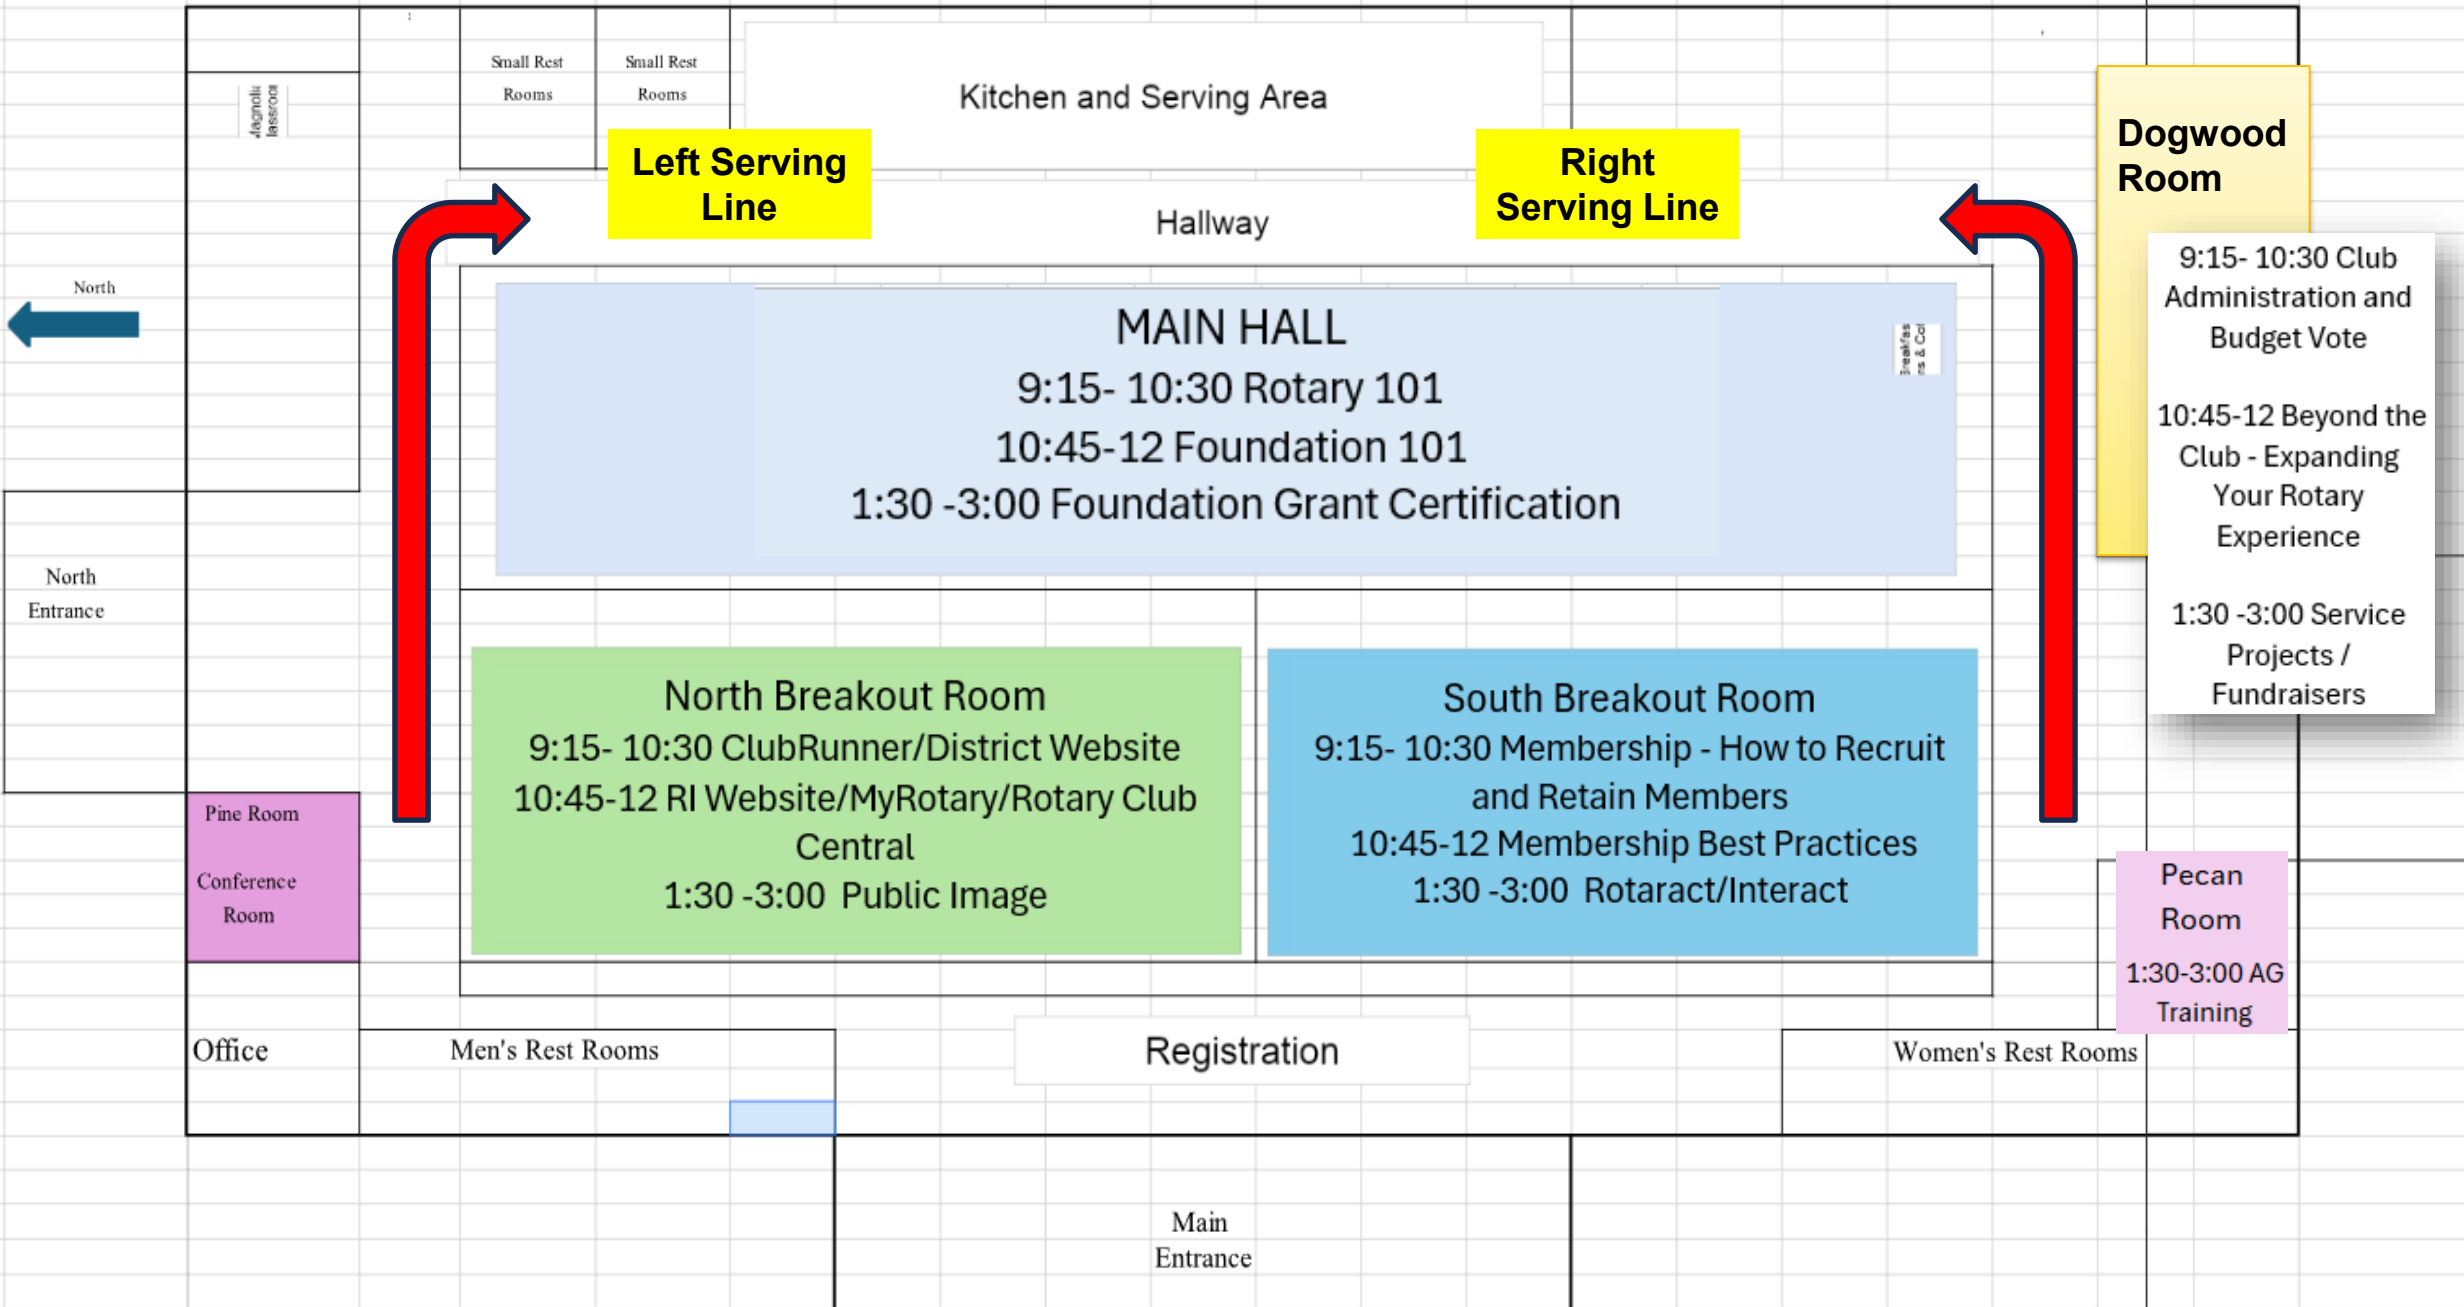 Small Rest
Rooms
Small Rest
Rooms
Kitchen and Serving Area
Left Serving
Line
Right
Serving Line
Hallway
Dogwood
Room
9:15- 10:30 Club
Administration and
Budget Vote
10:45-12 Beyond the
Club - Expanding
Your Rotary
Experience
1:30 -3:00 Service
Projects /
Fundraisers
North
MAIN HALL
9:15- 10:30 Rotary 101
10:45-12 Foundation 101
1:30 -3:00 Foundation Grant Certification
North
Entrance
North Breakout Room
9:15- 10:30 ClubRunner/District Website
10:45-12 RI Website/MyRotary/Rotary Club
Central
1:30 -3:00 Public Image
South Breakout Room
9:15- 10:30 Membership - How to Recruit
and Retain Members
10:45-12 Membership Best Practices
1:30 -3:00 Rotaract/Interact
Pine Room
Conference
Room
Pecan
Room
1:30-3:00 AG
Training
Office
Men's Rest Rooms
Registration
Women's Rest Rooms
Main
Entrance